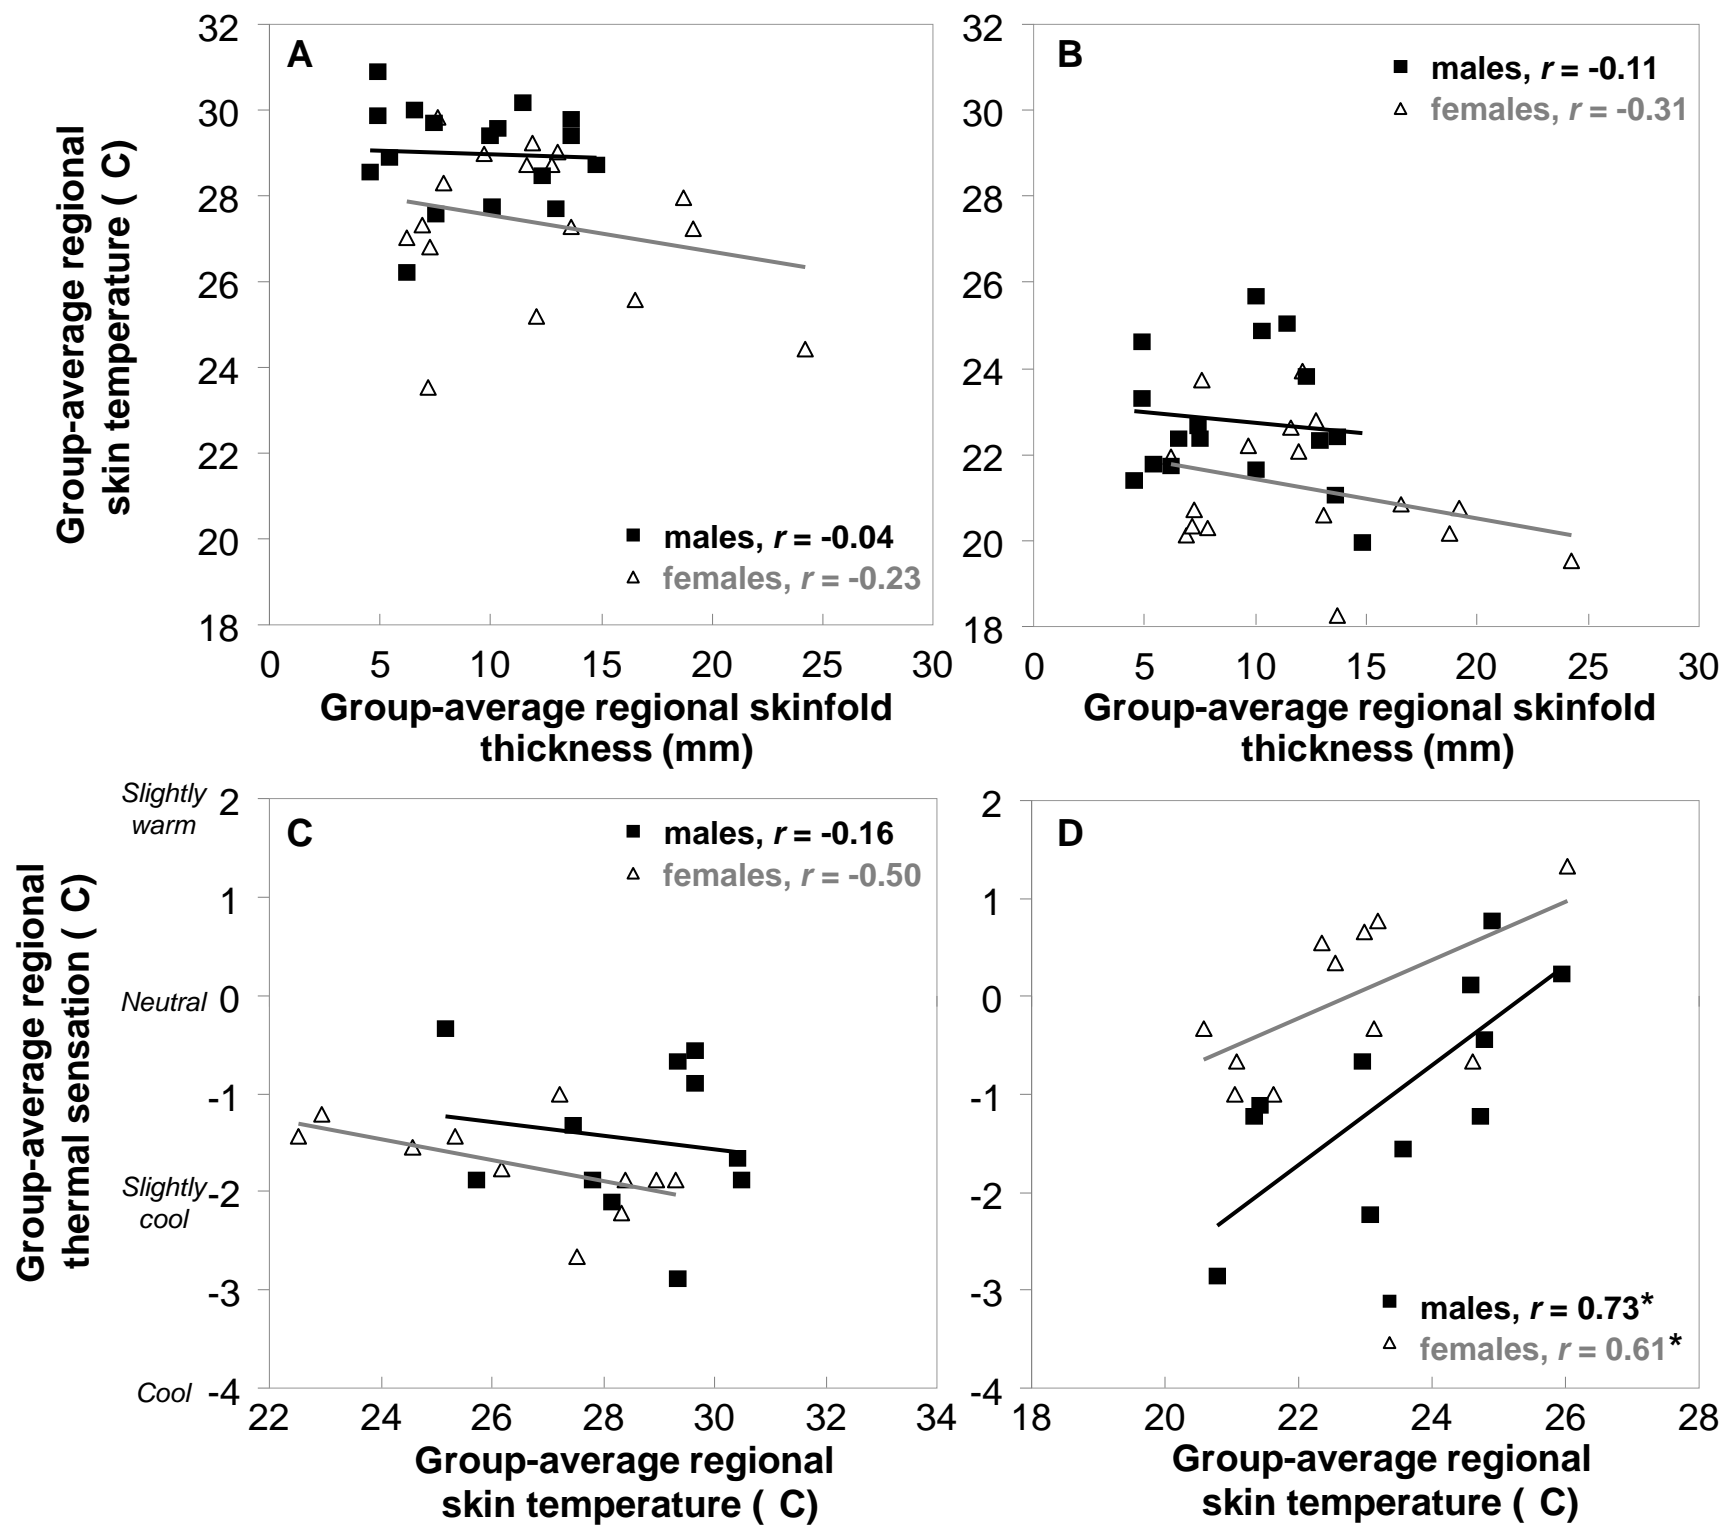 Group-average regional
skin temperature ( C)
32
30
28
26
24
22
20
18
A
males, r = -0.04
females, r = -0.23
0 5 10 15 20 25 30
Group-average regional skinfold
thickness (mm)
32
30
28
26
24
22
20
18
B
males, r = -0.11
females, r = -0.31
0 5 10 15 20 25 30
Group-average regional skinfold
thickness (mm)
Group-average regional
thermal sensation ( C)
Slightly
warm
Neutral
Slightly
cool
Cool
2
1
0
-1
-2
-3
-4
C
males, r = -0.16
females, r = -0.50
22 24 26 28 30 32 34
Group-average regional
skin temperature ( C)
2
1
0
-1
-2
-3
-4
D
males, r = 0.73*
females, r = 0.61*
18 20 22 24 26 28
Group-average regional
skin temperature ( C)